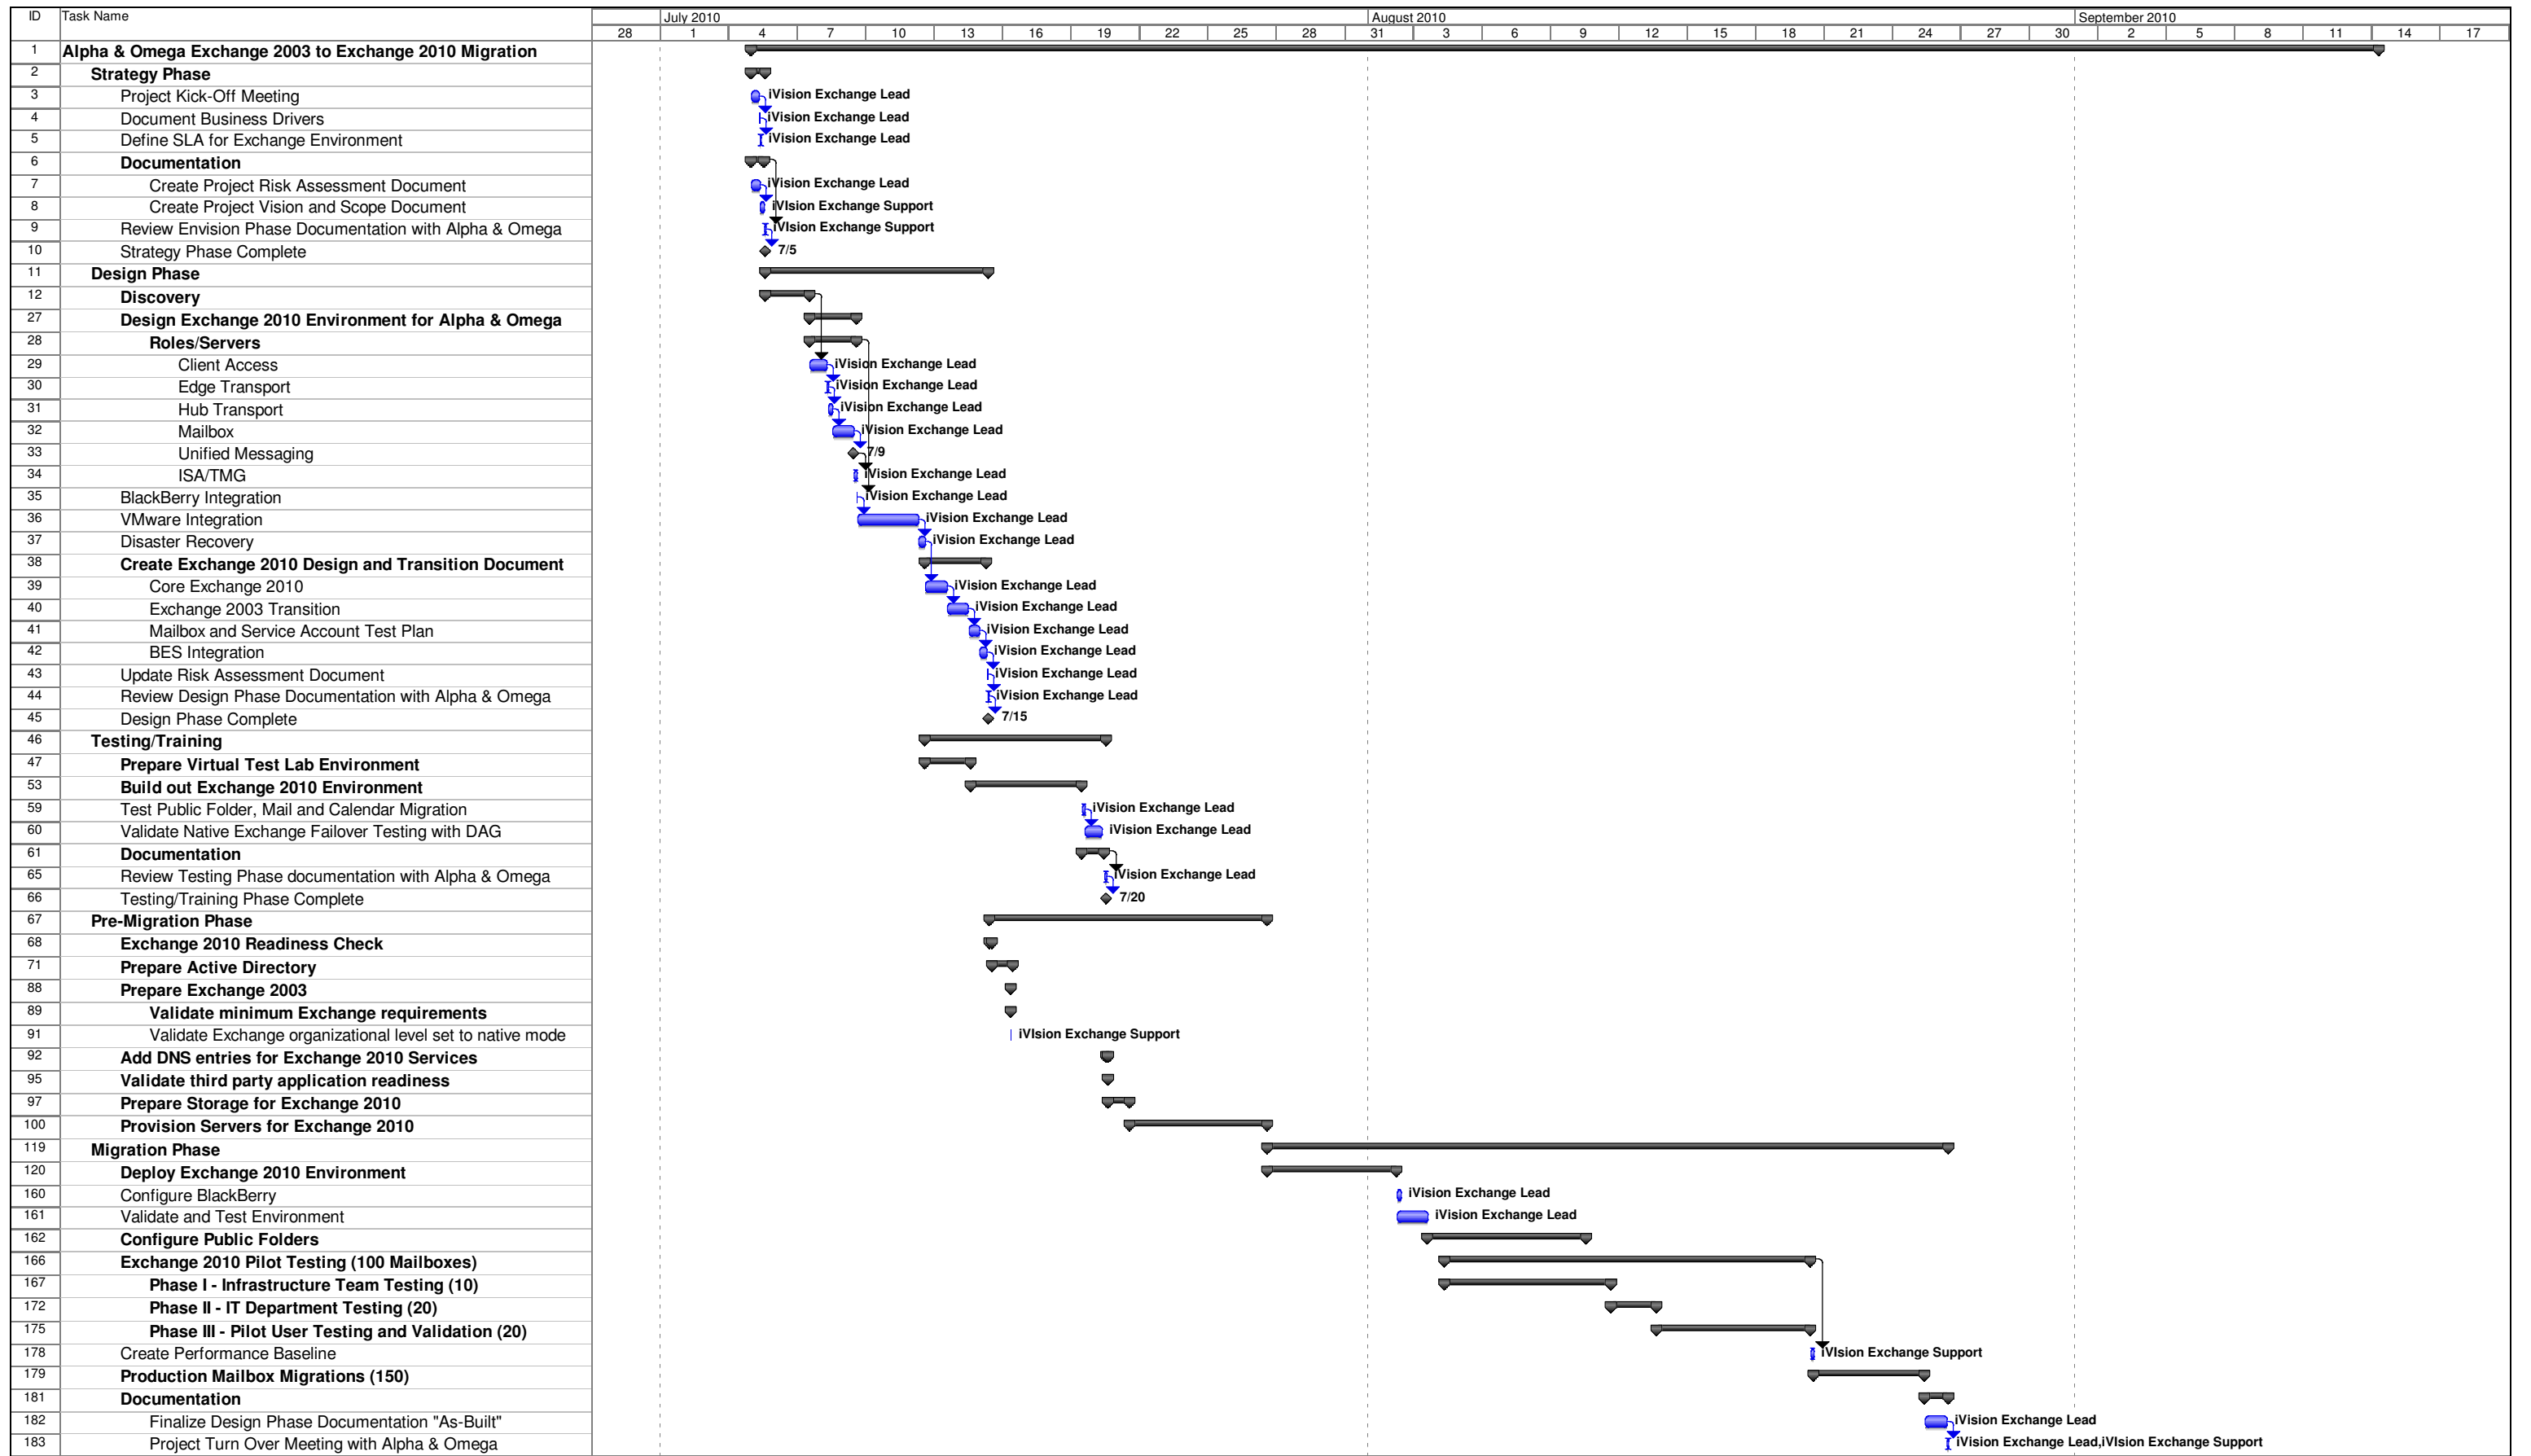 ID Task Name July 2010 August 2010 September 2010
28 1 4 7 10 13 16 19 22 25 28 31 3 6 9 12 15 18 21 24 27 30 2 5 8 11 14 17
1 Alpha & Omega Exchange 2003 to Exchange 2010 Migration
2 Strategy Phase
3 Project Kick-Off Meeting iVision Exchange Lead
4 Document Business Drivers iVision Exchange Lead
5 Define SLA for Exchange Environment iVision Exchange Lead
6 Documentation
7 Create Project Risk Assessment Document iVision Exchange Lead
8 Create Project Vision and Scope Document iVIsion Exchange Support
9 Review Envision Phase Documentation with Alpha & Omega iVIsion Exchange Support
10 Strategy Phase Complete 7/5
11 Design Phase
12 Discovery
27 Design Exchange 2010 Environment for Alpha & Omega
28 Roles/Servers
29 Client Access iVision Exchange Lead
30 Edge Transport iVision Exchange Lead
31 Hub Transport iVision Exchange Lead
32 Mailbox iVision Exchange Lead
33 Unified Messaging 7/9
34 ISA/TMG iVision Exchange Lead
35 BlackBerry Integration iVision Exchange Lead
36 VMware Integration iVision Exchange Lead
37 Disaster Recovery iVision Exchange Lead
38 Create Exchange 2010 Design and Transition Document
39 Core Exchange 2010 iVision Exchange Lead
40 Exchange 2003 Transition iVision Exchange Lead
41 Mailbox and Service Account Test Plan iVision Exchange Lead
42 BES Integration iVision Exchange Lead
43 Update Risk Assessment Document iVision Exchange Lead
44 Review Design Phase Documentation with Alpha & Omega iVision Exchange Lead
45 Design Phase Complete 7/15
46 Testing/Training
47 Prepare Virtual Test Lab Environment
53 Build out Exchange 2010 Environment
59 Test Public Folder, Mail and Calendar Migration iVision Exchange Lead
60 Validate Native Exchange Failover Testing with DAG iVision Exchange Lead
61 Documentation
65 Review Testing Phase documentation with Alpha & Omega iVision Exchange Lead
66 Testing/Training Phase Complete 7/20
67 Pre-Migration Phase
68 Exchange 2010 Readiness Check
71 Prepare Active Directory
88 Prepare Exchange 2003
89 Validate minimum Exchange requirements
91 Validate Exchange organizational level set to native mode iVIsion Exchange Support
92 Add DNS entries for Exchange 2010 Services
95 Validate third party application readiness
97 Prepare Storage for Exchange 2010
100 Provision Servers for Exchange 2010
119 Migration Phase
120 Deploy Exchange 2010 Environment
160 Configure BlackBerry iVision Exchange Lead
161 Validate and Test Environment iVision Exchange Lead
162 Configure Public Folders
166 Exchange 2010 Pilot Testing (100 Mailboxes)
167 Phase I - Infrastructure Team Testing (10)
172 Phase II - IT Department Testing (20)
175 Phase III - Pilot User Testing and Validation (20)
178 Create Performance Baseline iVIsion Exchange Support
179 Production Mailbox Migrations (150)
181 Documentation
182 Finalize Design Phase Documentation "As-Built" iVision Exchange Lead
183 Project Turn Over Meeting with Alpha & Omega iVision Exchange Lead,iVIsion Exchange Support